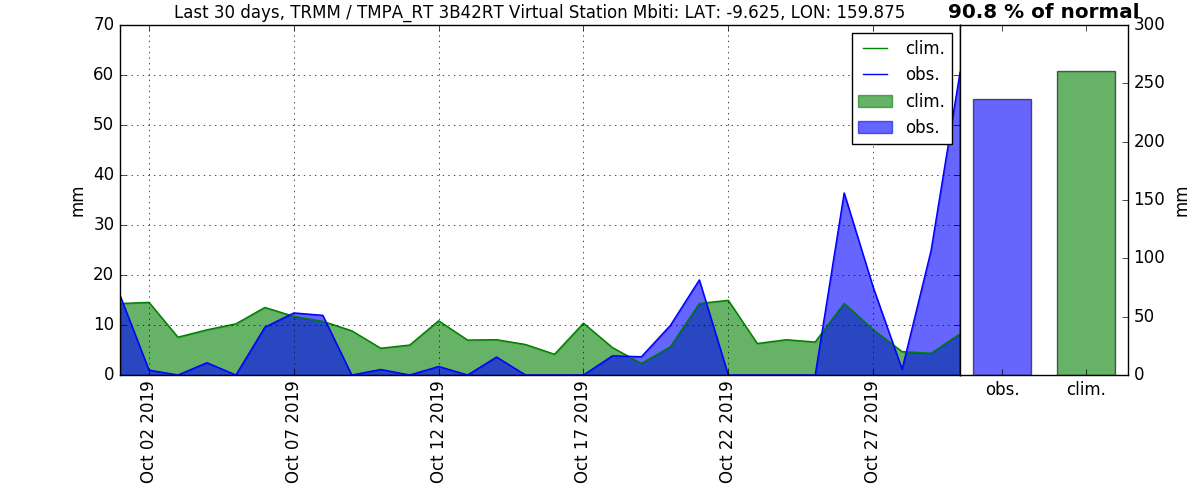 Last 30 days, TRMM / TMPA_RT 3B42RT Virtual Station Mbiti: LAT: -9.625, LON: 159.875
90.8 % of normal
70
60
50
40
30
20
10
0
mm
clim.
obs.
clim.
obs.
300
250
200
150
100
50
0
mm
Oct 02 2019
Oct 07 2019
Oct 12 2019
Oct 17 2019
Oct 22 2019
Oct 27 2019
obs.
clim.